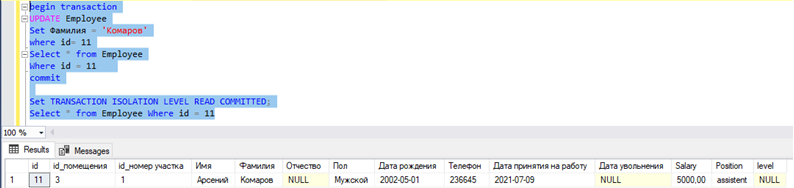 begin transaction
UPDATE Employee
Set Фамилия = 'Комаров'
where id= 11
Select * from Employee
Where id = 11
commit
Set TRANSACTION ISOLATION LEVEL READ COMMITTED;
Select * from Employee Where id = 11
100 %
Results Messages
id id_помещения id_номер участка Имя Фамилия Отчество Пол Дата рождения Телефон Дата принятия на работу Дата увольнения Salary Position level
1 11 3 1 Арсений Комаров NULL Мужской 2002-05-01 236645 2021-07-09 NULL 5000,00 assistent NULL